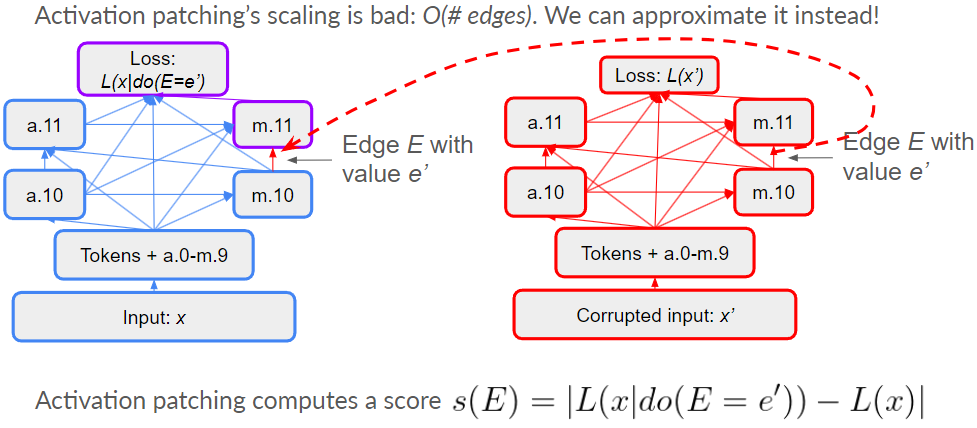 Activation patching’s scaling is bad: O(# edges). We can approximate it instead!
Loss:
L(x|do(E=e’)
a.11
m.11
Edge E with
value e’
a.10
m.10
Tokens + a.0-m.9
Input: x
Loss: L(x’)
a.11
m.11
Edge E with
value e’
a.10
m.10
Tokens + a.0-m.9
Corrupted input: x’
Activation patching computes a score s(E) = |L(x|do(E = e′)) − L(x)|